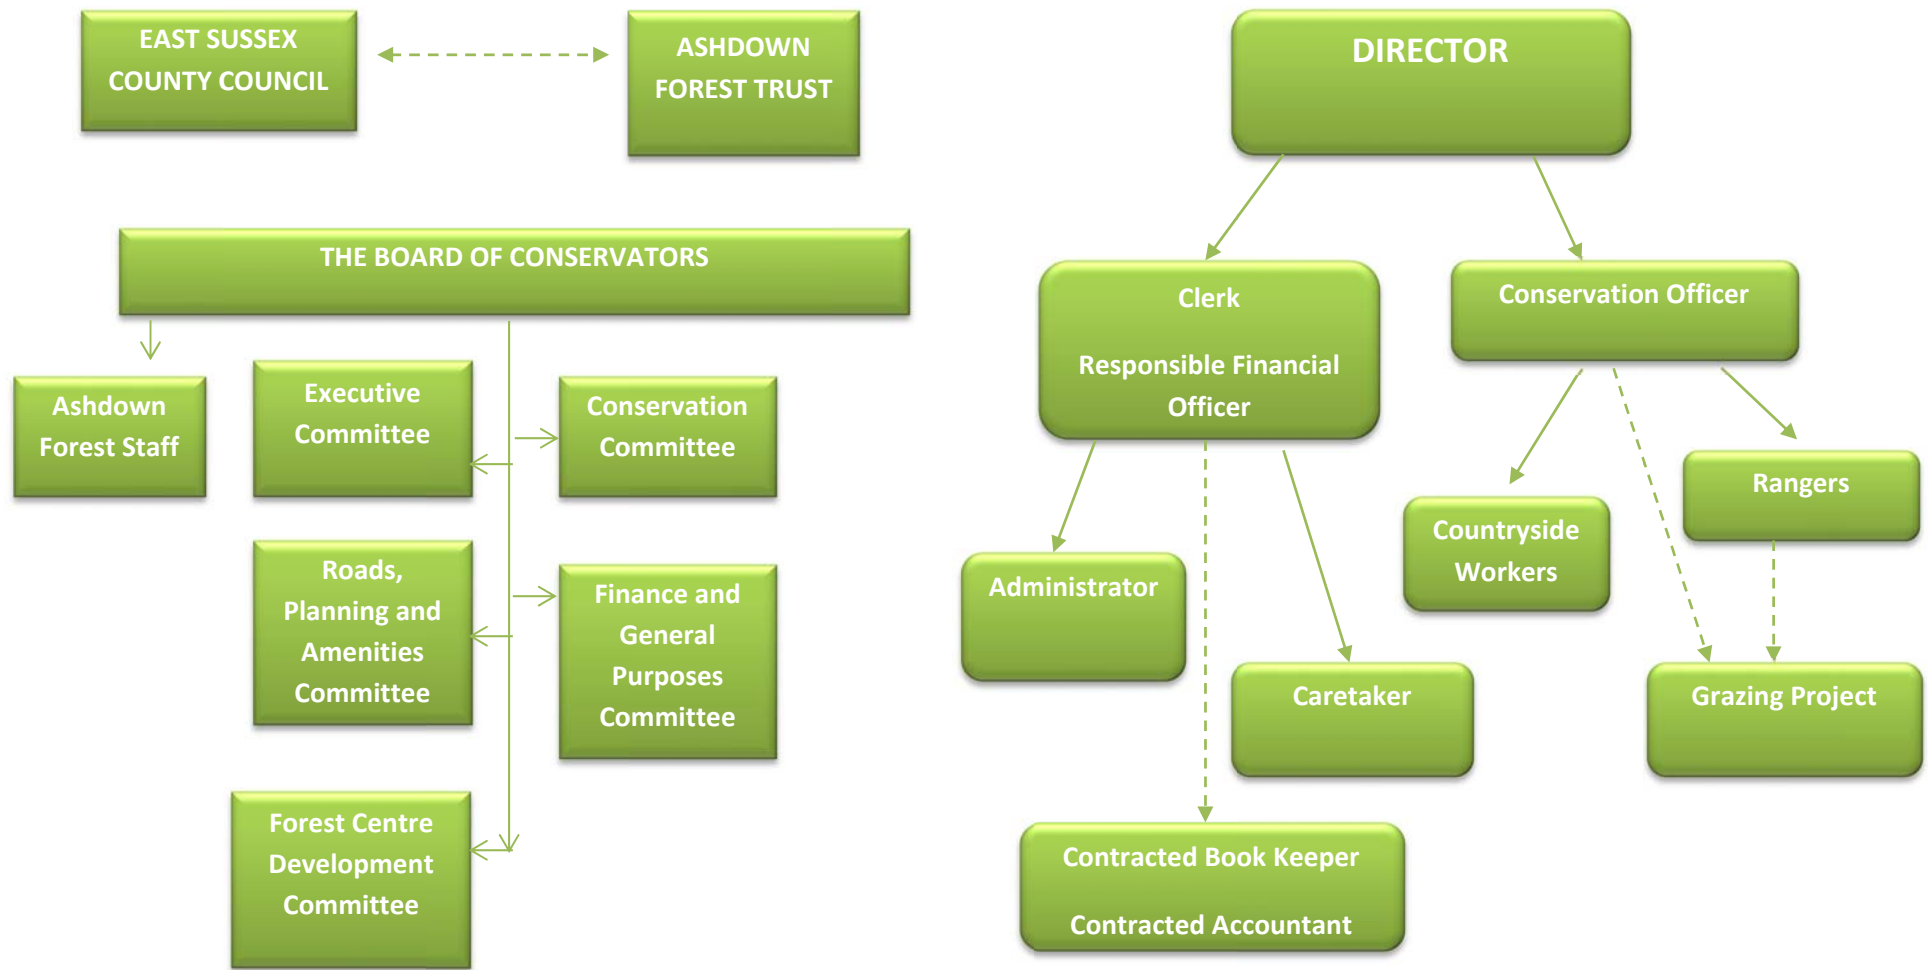 EAST SUSSEX
COUNTY COUNCIL
ASHDOWN
FOREST TRUST
THE BOARD OF CONSERVATORS
Ashdown
Forest Staff
Executive
Committee
Conservation
Committee
Roads,
Planning and
Amenities
Committee
Finance and
General
Purposes
Committee
Forest Centre
Development
Committee
DIRECTOR
Clerk
Responsible Financial
Officer
Conservation Officer
Administrator
Caretaker
Contracted Book Keeper
Contracted Accountant
Countryside
Workers
Rangers
Grazing Project